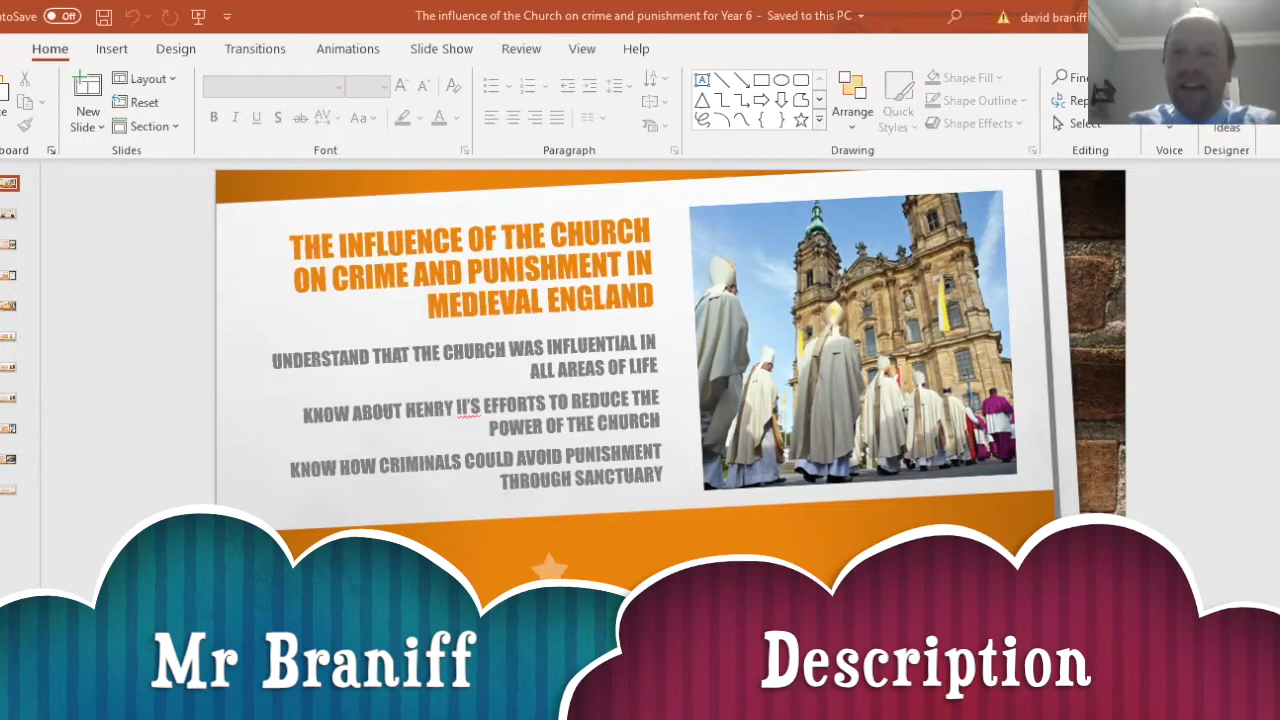 utoSave Off
The influence of the Church on crime and punishment for Year 6 - Saved to this PC
david braniff
Home Insert Design Transitions Animations Slide Show Review View Help
New
Slide
Layout
Reset
Section
B I U S ab AV Aa A
Arrange
Quick
Styles
Shape Fill
Shape Outline
Shape Effects
Select
Ideas
board Slides Font Paragraph Drawing Editing Voice Designer
THE INFLUENCE OF THE CHURCH
ON CRIME AND PUNISHMENT IN
MEDIEVAL ENGLAND
UNDERSTAND THAT THE CHURCH WAS INFLUENTIAL IN
ALL AREAS OF LIFE
KNOW ABOUT HENRY II'S EFFORTS TO REDUCE THE
POWER OF THE CHURCH
KNOW HOW CRIMINALS COULD AVOID PUNISHMENT
THROUGH SANCTUARY
Mr Braniff
Description